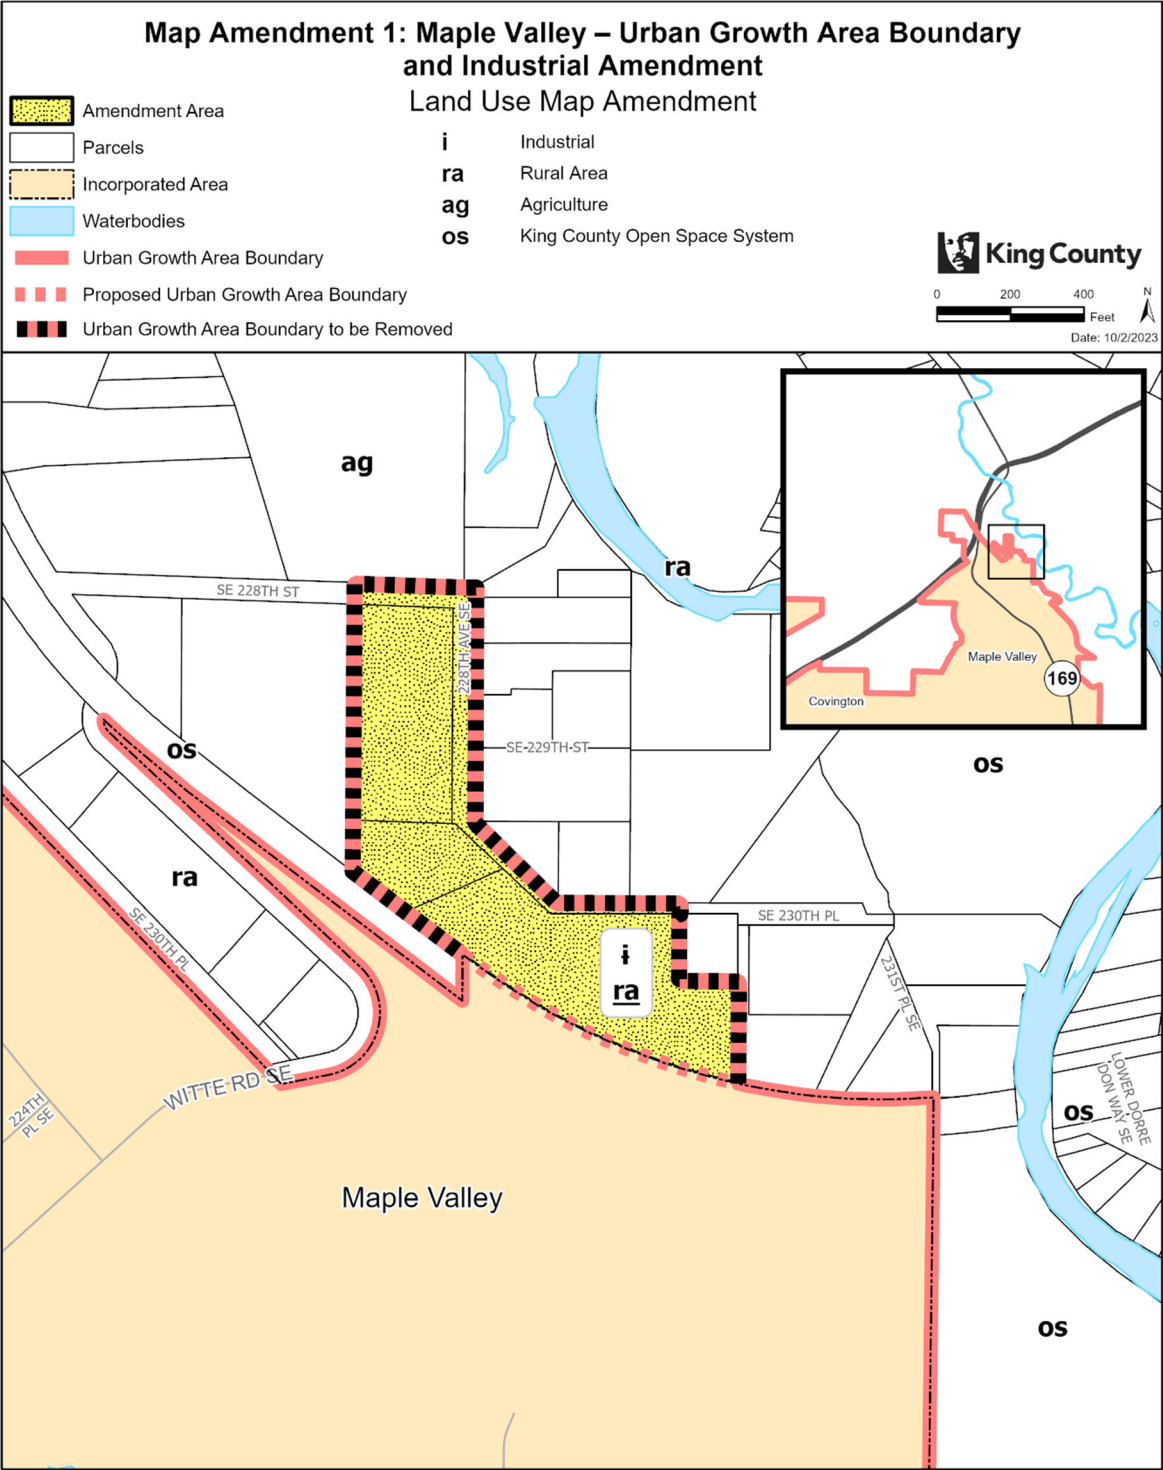 Map Amendment 1: Maple Valley – Urban Growth Area Boundary
and Industrial Amendment
Land Use Map Amendment
Amendment Area
Parcels
Incorporated Area
Waterbodies
Urban Growth Area Boundary
Proposed Urban Growth Area Boundary
Urban Growth Area Boundary to be Removed
i Industrial
ra Rural Area
ag Agriculture
os King County Open Space System
King County
0 200 400
Feet
N
Date: 10/2/2023
ag
ra
SE 228TH ST
228TH AVE SE
SE 229TH ST
Maple Valley
169
Covington
os
os
ra
SE 230TH PL
SE 230TH PL
i
ra
231ST PL SE
WITTE RD SE
224TH
PL SE
os
LOWER DORRE
DON WAY SE
Maple Valley
os